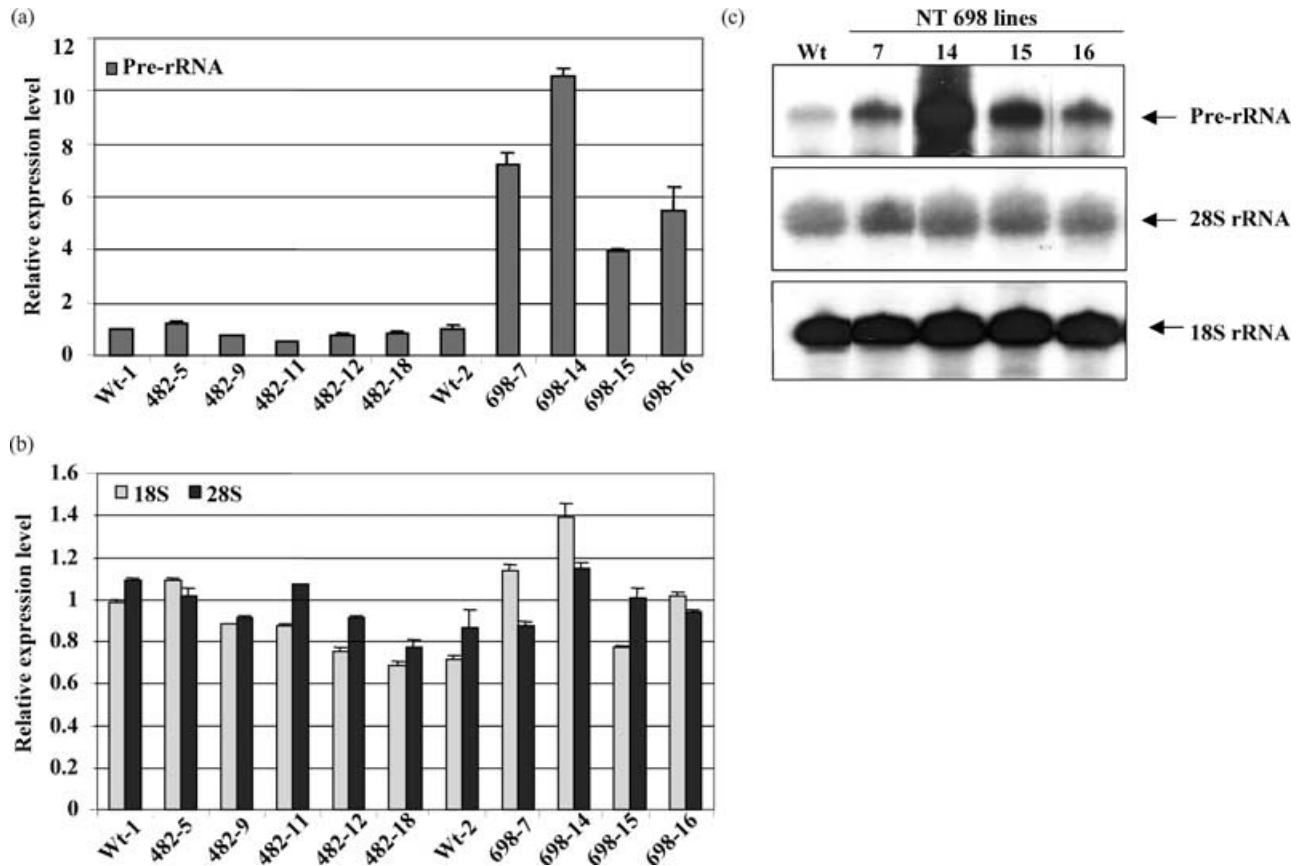 (a)
Relative expression level
12
10
8
6
4
2
0
Pre-rRNA
Wt-1
482-5
482-9
482-11
482-12
482-18
Wt-2
698-7
698-14
698-15
698-16
(c)
NT 698 lines
Wt 7 14 15 16
Pre-rRNA
28S rRNA
18S rRNA
(b)
Relative expression level
1.6
1.4
1.2
1
0.8
0.6
0.4
0.2
0
18S 28S
Wt-1
482-5
482-9
482-11
482-12
482-18
Wt-2
698-7
698-14
698-15
698-16